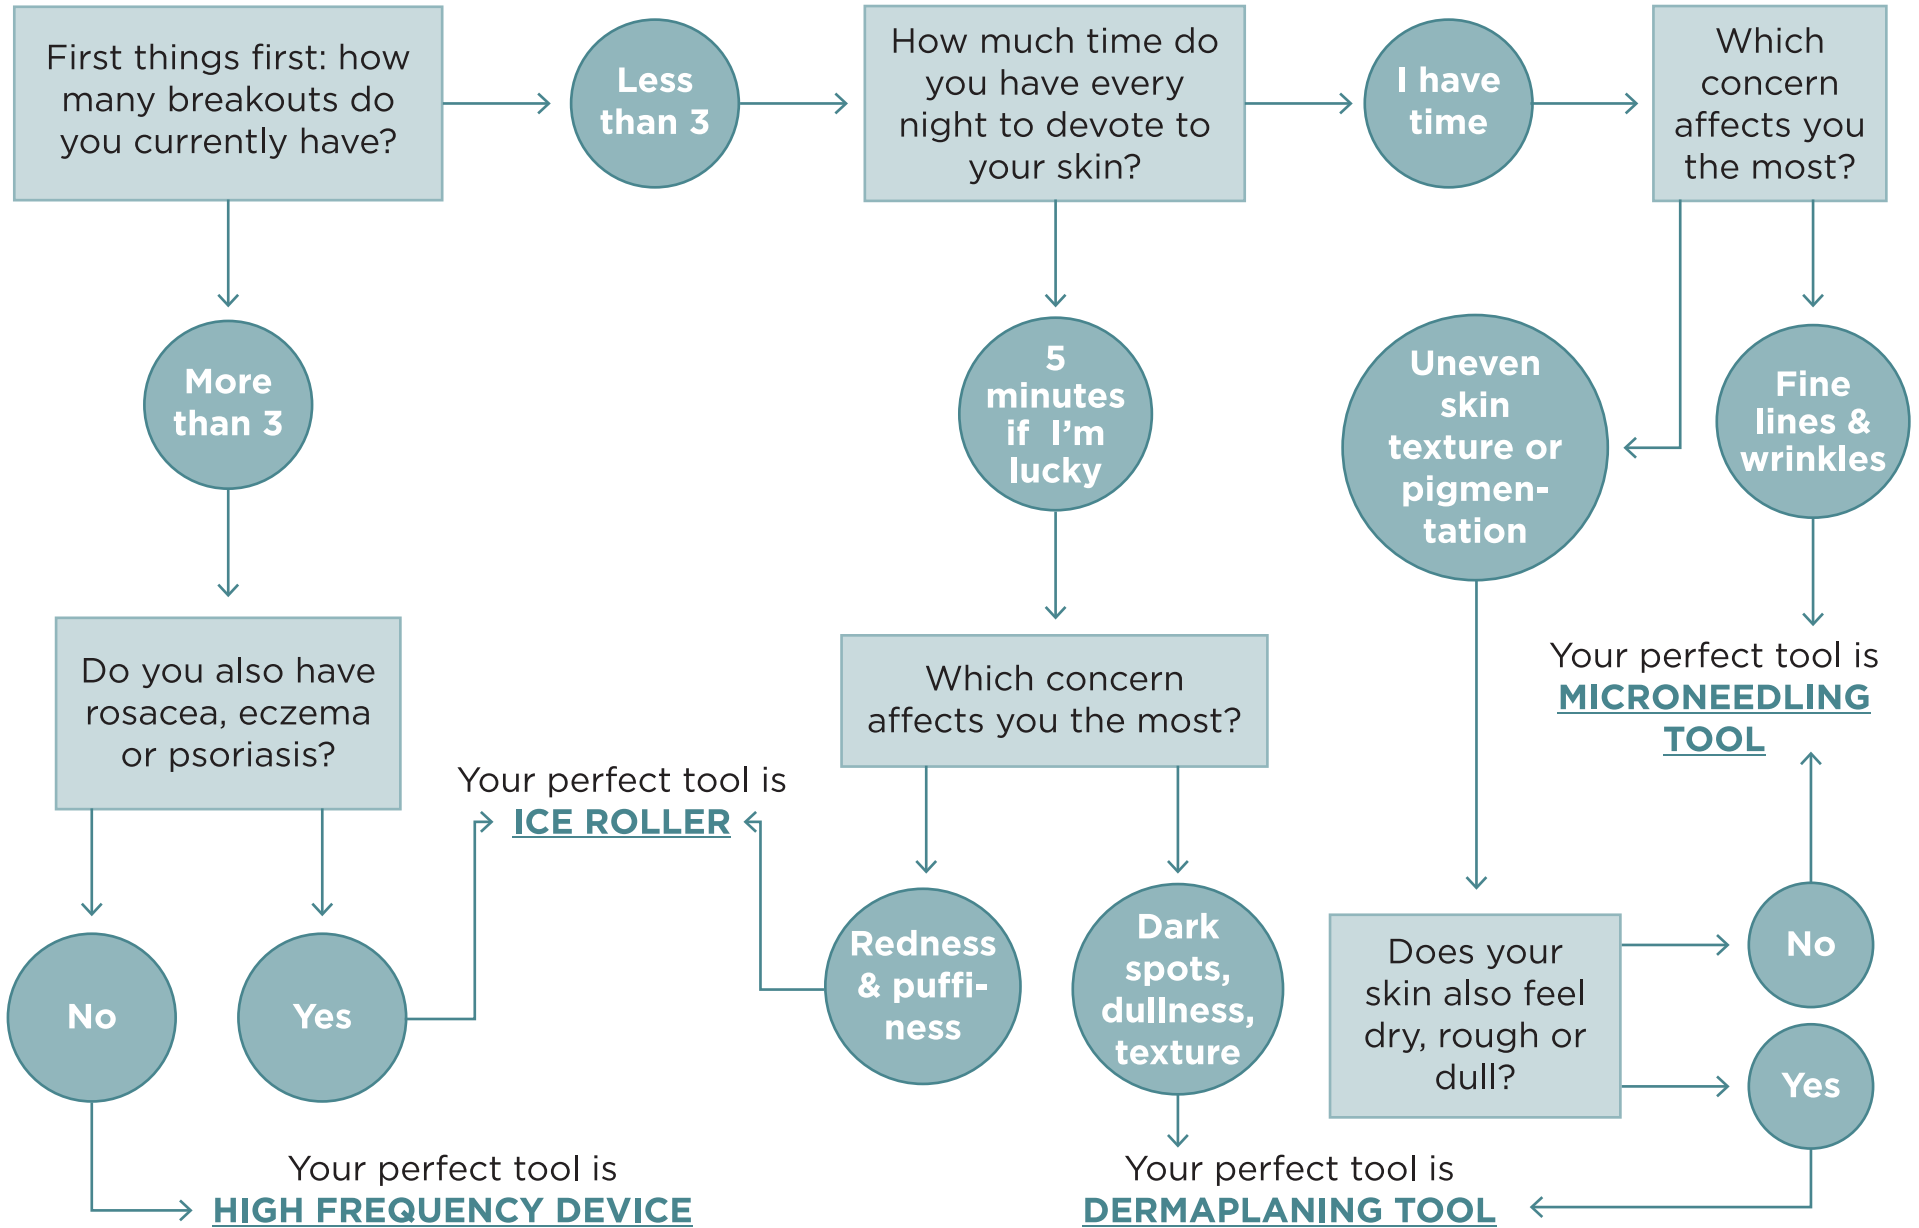 First things first: how
many breakouts do
you currently have?
Less
than 3
How much time do
you have every
night to devote to
your skin?
I have
time
Which
concern
affects you
the most?
More
than 3
5
minutes
if I’m
lucky
Uneven
skin
texture or
pigmen-
tation
Fine
lines &
wrinkles
Do you also have
rosacea, eczema
or psoriasis?
Your perfect tool is
ICE ROLLER
Which concern
affects you the most?
Your perfect tool is
MICRONEEDLING
TOOL
No
Yes
Redness
& puffi-
ness
Dark
spots,
dullness,
texture
Does your
skin also feel
dry, rough or
dull?
No
Yes
Your perfect tool is
HIGH FREQUENCY DEVICE
Your perfect tool is
DERMAPLANING TOOL